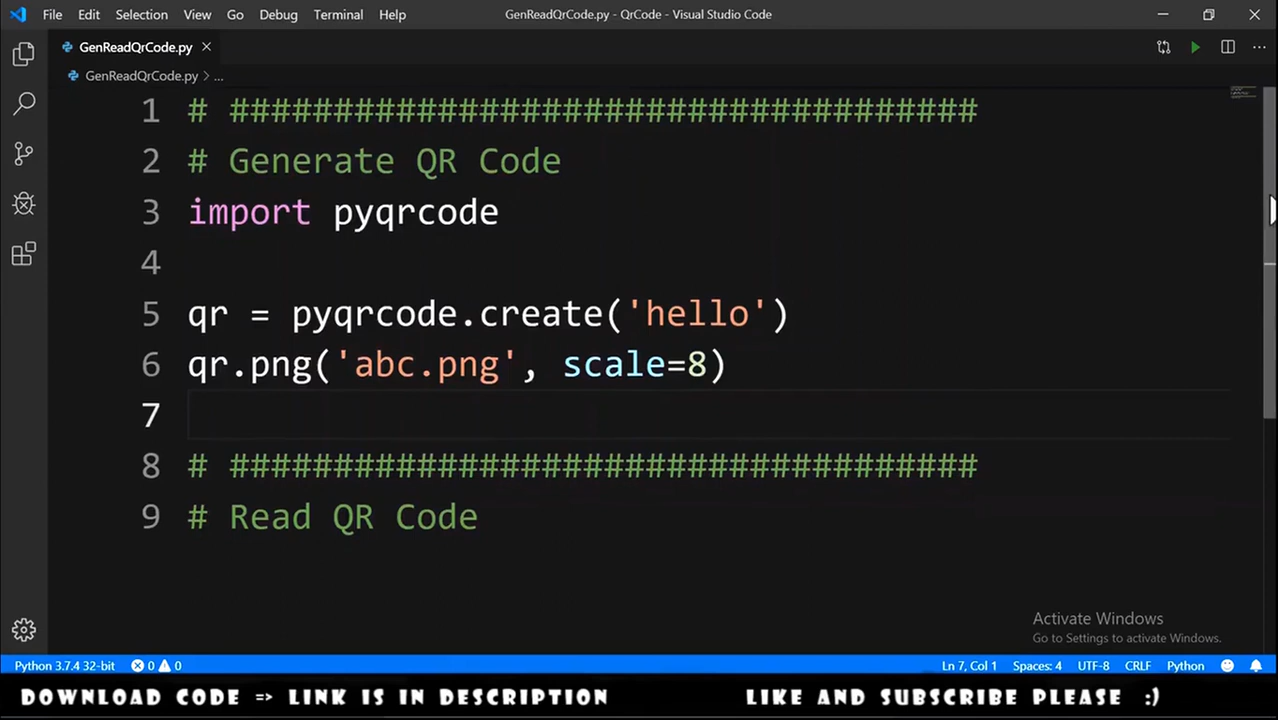 File Edit Selection View Go Debug Terminal Help GenReadQrCode.py - QrCode - Visual Studio Code
GenReadQrCode.py
GenReadQrCode.py > ...
1 # ####################################
2 # Generate QR Code
3 import pyqrcode
4
5 qr = pyqrcode.create('hello')
6 qr.png('abc.png', scale=8)
7
8 # ####################################
9 # Read QR Code
Activate Windows
Go to Settings to activate Windows.
Python 3.7.4 32-bit 0 0 Ln 7, Col 1 Spaces: 4 UTF-8 CRLF Python
DOWNLOAD CODE => LINK IS IN DESCRIPTION LIKE AND SUBSCRIBE PLEASE :)